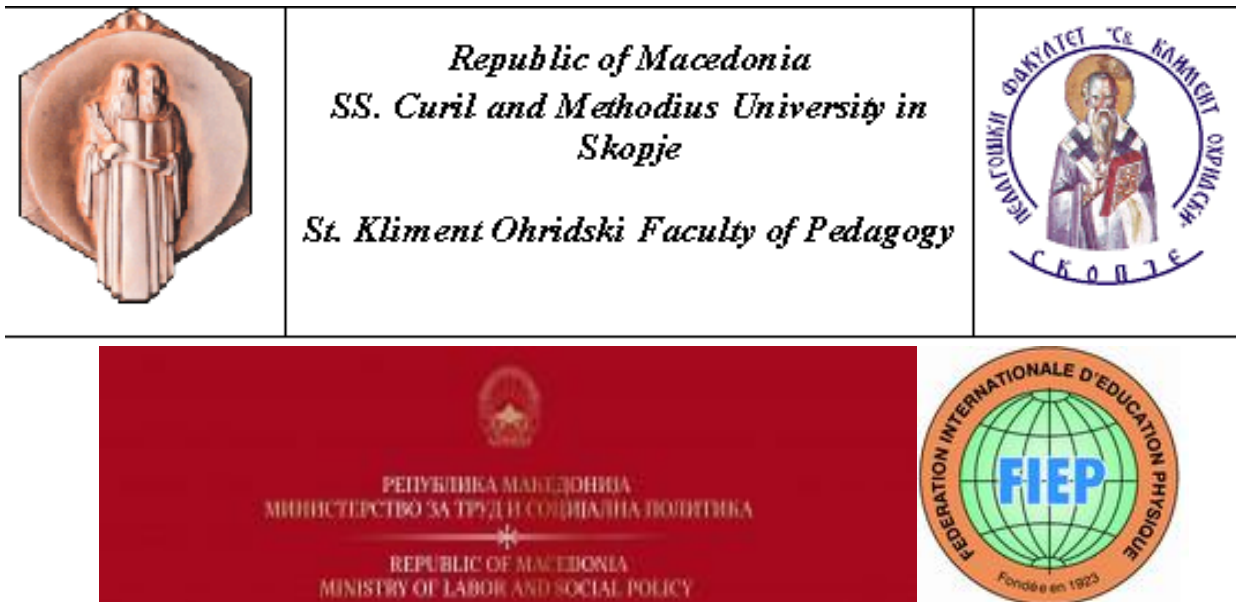 Republic of Macedonia
SS. Curil and Methodius University in
Skopje
St. Kliment Ohridski Faculty of Pedagogy
ПЕДАГОШКИ ФАКУЛТЕТ "Св. КЛИМЕНТ ОХРИДСКИ"
СКОПЈЕ
РЕПУБЛИКА МАКЕДОНИЈА
МИНИСТЕРСТВО ЗА ТРУД И СОЦИЈАЛНА ПОЛИТИКА
REPUBLIC OF MACEDONIA
MINISTRY OF LABOR AND SOCIAL POLICY
FEDERATION INTERNATIONALE D'EDUCATION PHYSIQUE
FIEP
Fondée en 1923